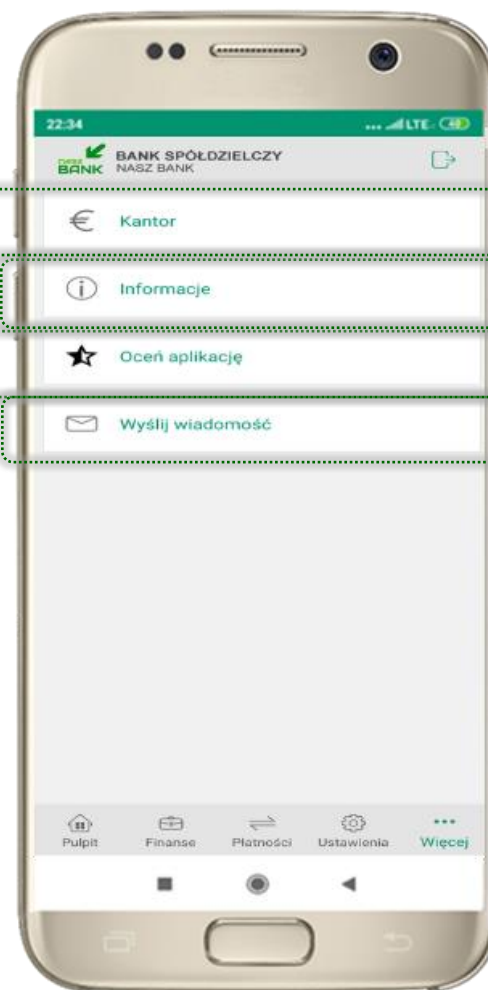 22:34 LTE
NASZ BANK BANK SPÓŁDZIELCZY
NASZ BANK
€ Kantor
Informacje
Oceń aplikację
Wyślij wiadomość
Pulpit Finanse Płatności Ustawienia Więcej